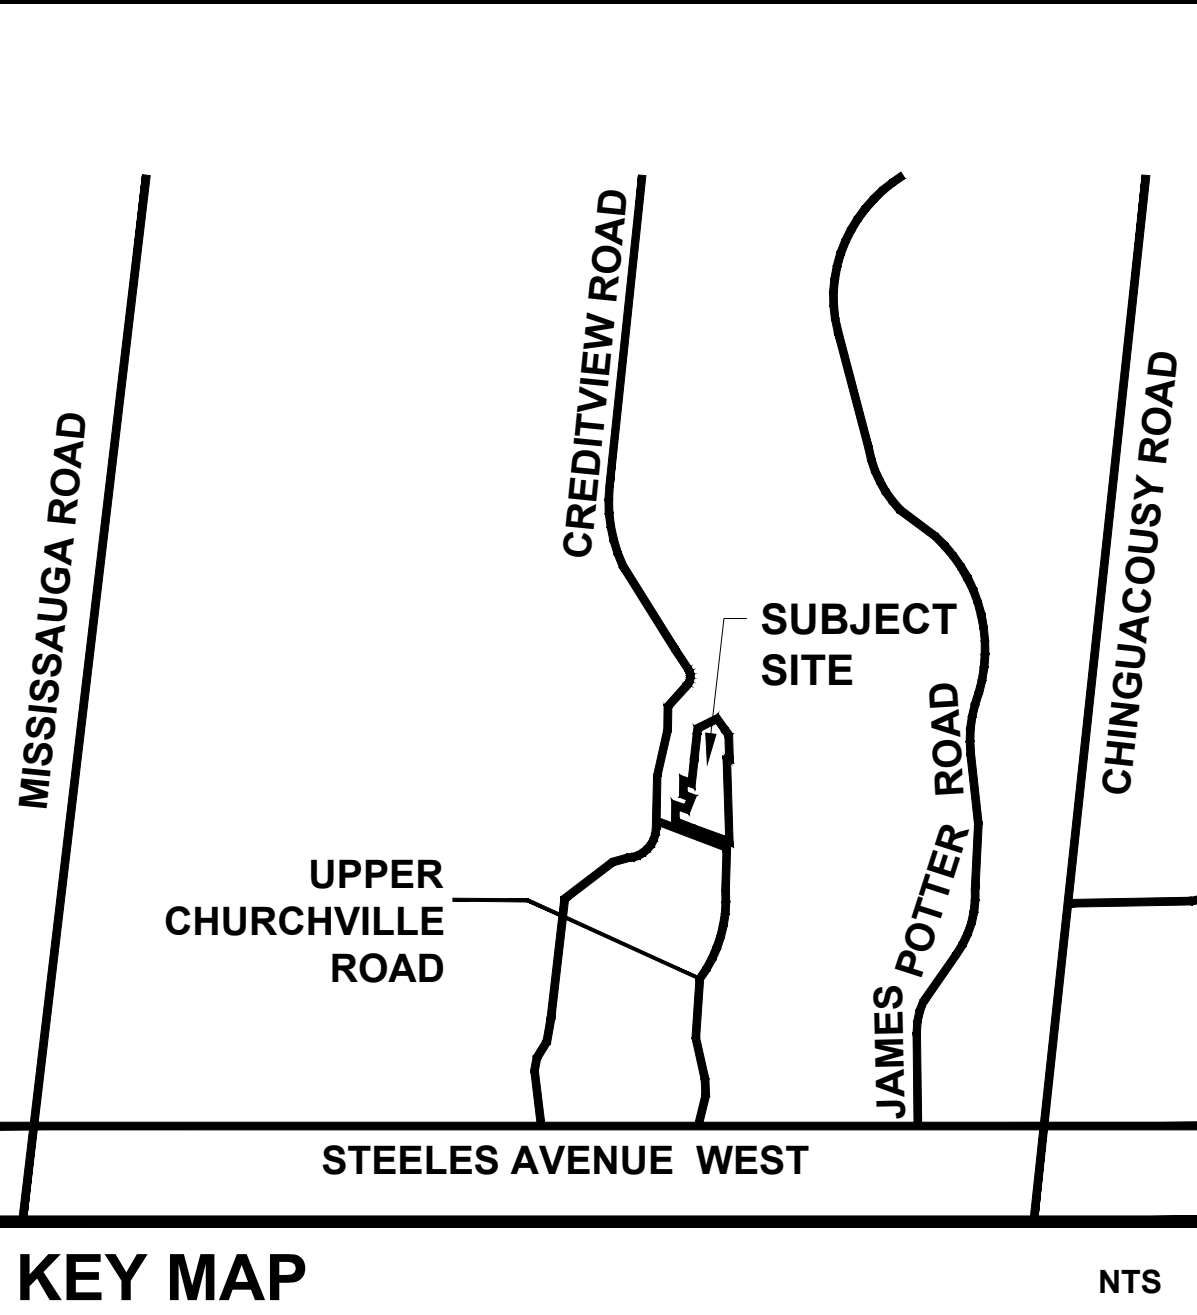 CREDITVIEW ROAD
MISSISSAUGA ROAD
CHINGUACOUSY ROAD
SUBJECT
SITE
JAMES POTTER ROAD
UPPER
CHURCHVILLE
ROAD
STEELES AVENUE WEST
KEY MAP
NTS